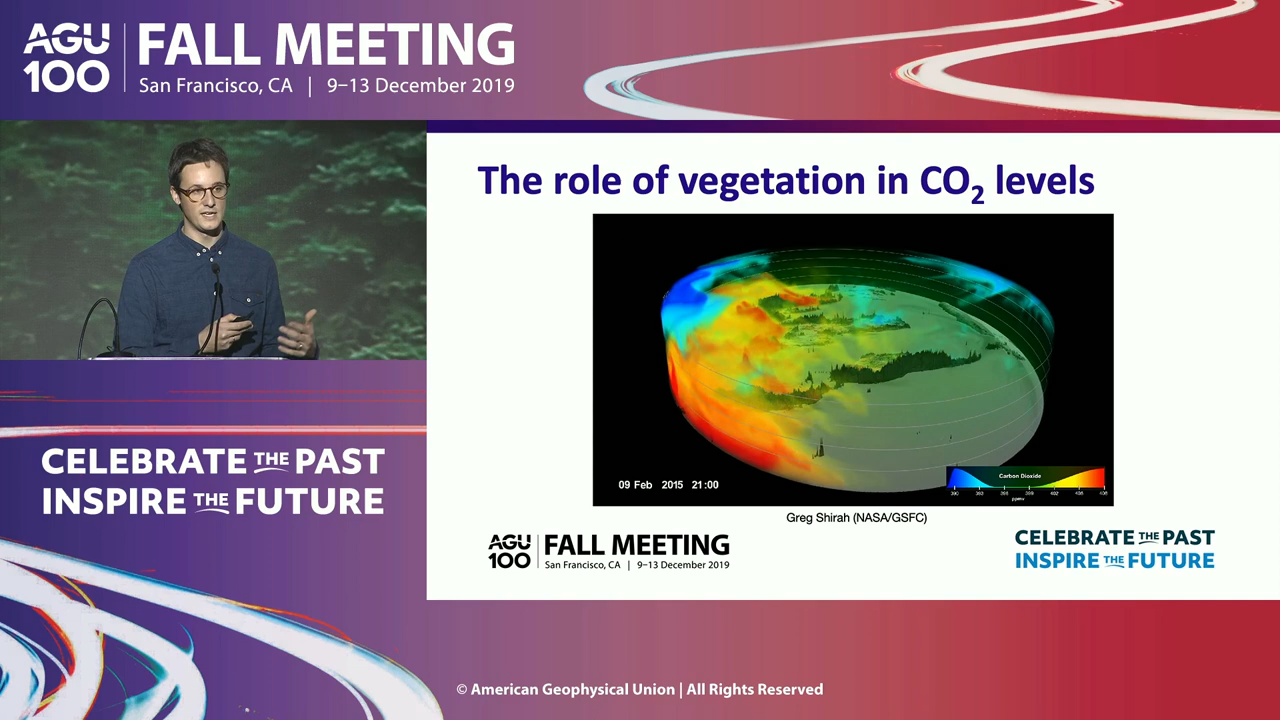 AGU 100 FALL MEETING
San Francisco, CA | 9–13 December 2019
The role of vegetation in CO₂ levels
09 Feb 2015 21:00
Carbon Dioxide
ppmv
Greg Shirah (NASA/GSFC)
CELEBRATE THE PAST
INSPIRE THE FUTURE
AGU 100 FALL MEETING
San Francisco, CA | 9–13 December 2019
CELEBRATE THE PAST
INSPIRE THE FUTURE
© American Geophysical Union | All Rights Reserved